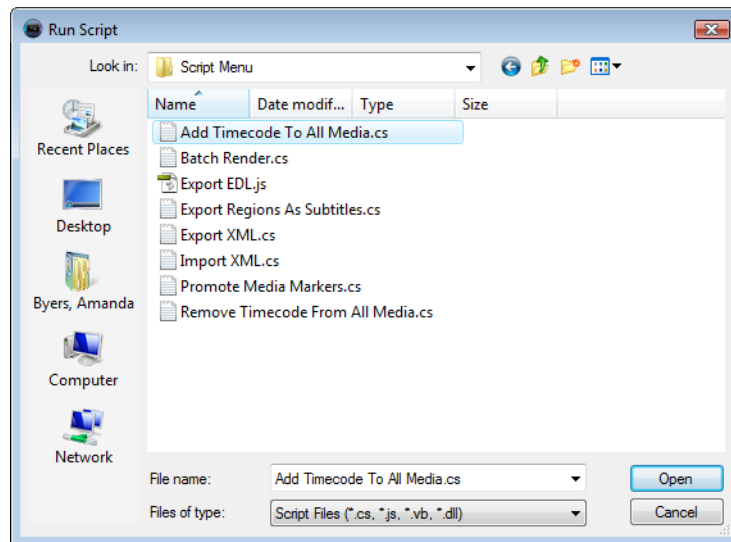 Run Script
Look in: Script Menu
Name Date modif... Type Size
Recent Places
Desktop
Byers, Amanda
Computer
Network
Add Timecode To All Media.cs
Batch Render.cs
Export EDL.js
Export Regions As Subtitles.cs
Export XML.cs
Import XML.cs
Promote Media Markers.cs
Remove Timecode From All Media.cs
File name: Add Timecode To All Media.cs Open
Files of type: Script Files (*.cs, *.js, *.vb, *.dll) Cancel